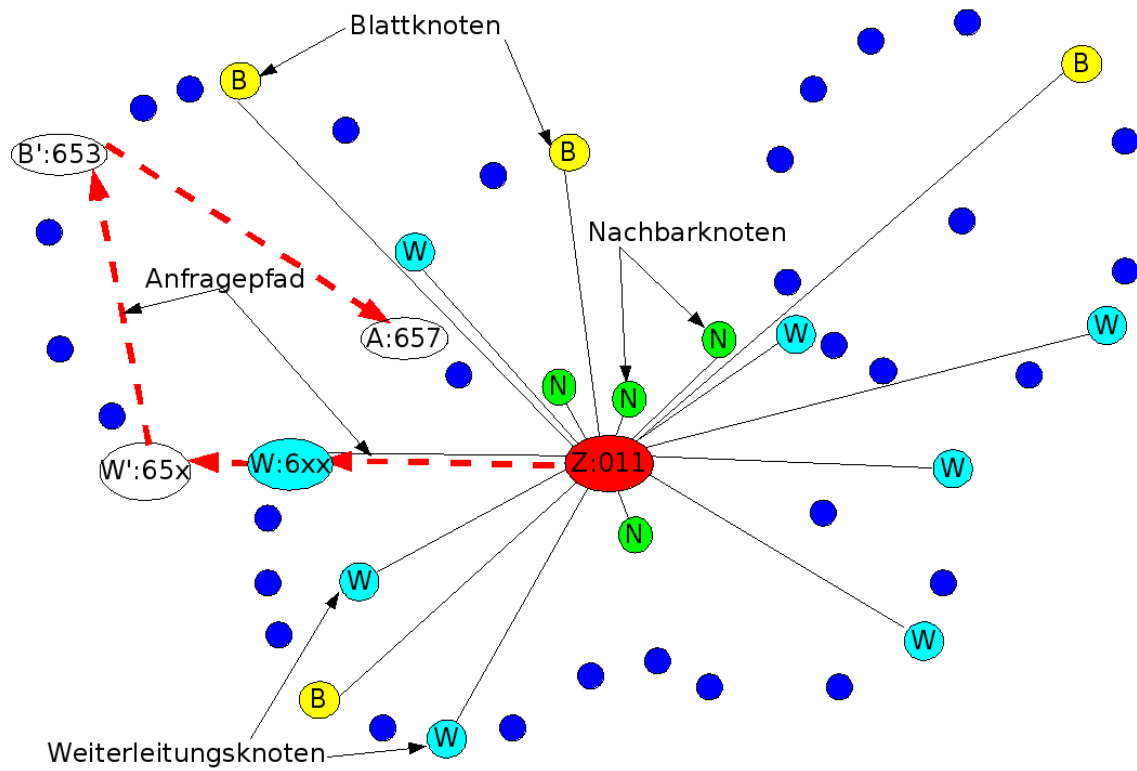 Blattknoten
B
B
B
B':653
W
Nachbarknoten
Anfragepfad
A:657
N
W
W
N
N
W':65x
W:6xx
Z:011
W
N
W
W
B
W
Weiterleitungsknoten